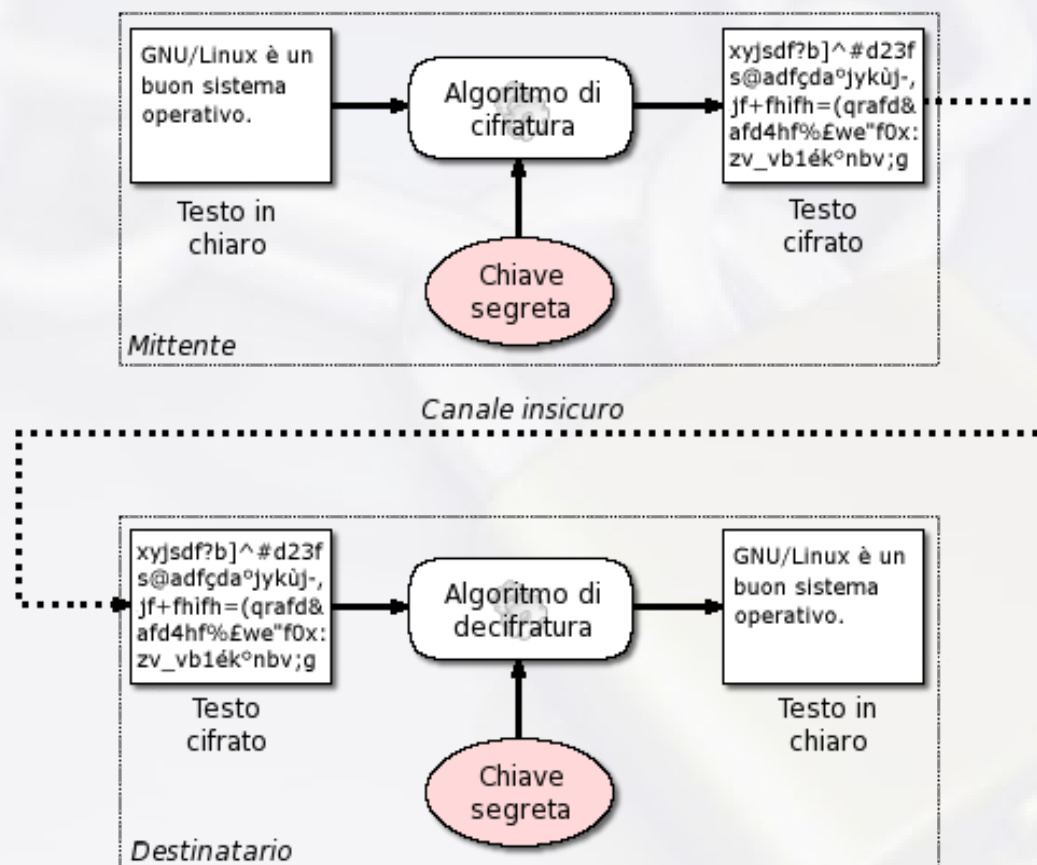 GNU/Linux è un
buon sistema
operativo.
Testo in
chiaro
Algoritmo di
cifratura
Chiave
segreta
xyjsdf?b]^#d23f
s@adfçda°jykùj-,
jf+fhìfh=(qrafd&
afd4hf%£we"f0x:
zv_vb1ék°nbv;g
Testo
cifrato
Mittente
Canale insicuro
xyjsdf?b]^#d23f
s@adfçda°jykùj-,
jf+fhìfh=(qrafd&
afd4hf%£we"f0x:
zv_vb1ék°nbv;g
Testo
cifrato
Algoritmo di
decifratura
Chiave
segreta
GNU/Linux è un
buon sistema
operativo.
Testo in
chiaro
Destinatario